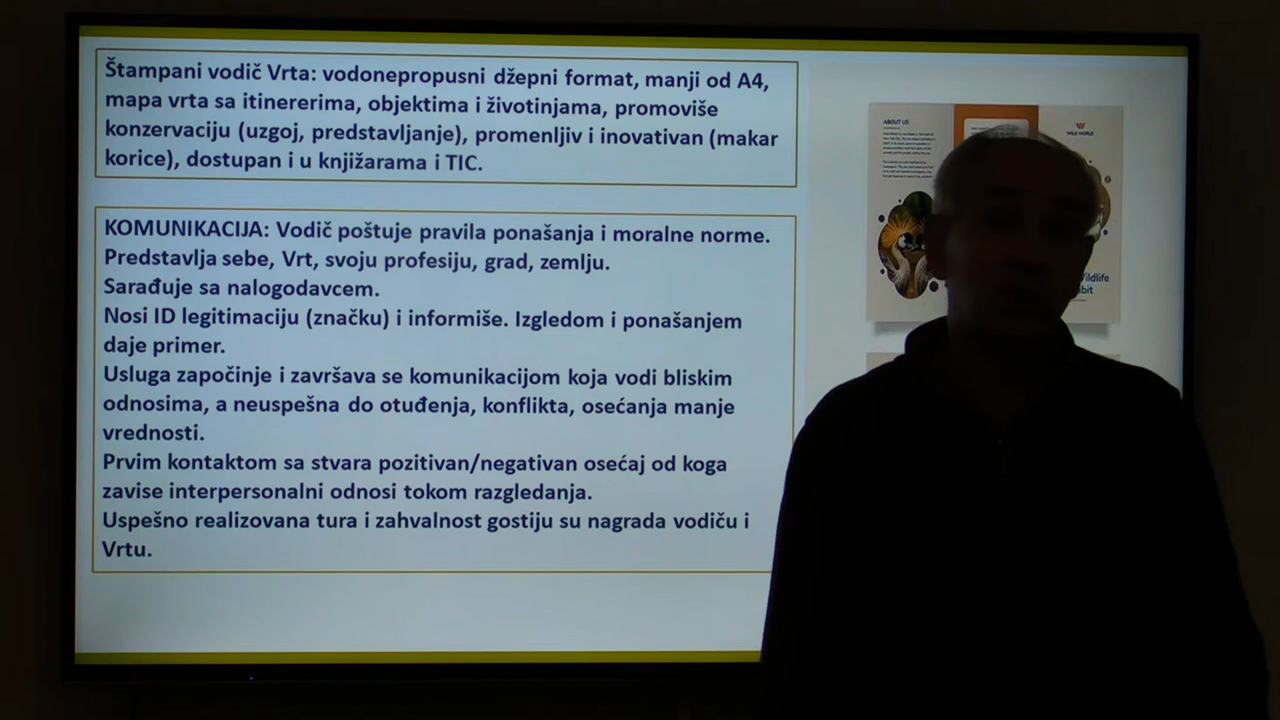 Štampani vodič Vrta: vodonepropusni džepni format, manji od A4,
mapa vrta sa itinererima, objektima i životinjama, promoviše
konzervaciju (uzgoj, predstavljanje), promenljiv i inovativan (makar
korice), dostupan i u knjižarama i TIC.
KOMUNIKACIJA: Vodič poštuje pravila ponašanja i moralne norme.
Predstavlja sebe, Vrt, svoju profesiju, grad, zemlju.
Sarađuje sa nalogodavcem.
Nosi ID legitimaciju (značku) i informiše. Izgledom i ponašanjem
daje primer.
Usluga započinje i završava se komunikacijom koja vodi bliskim
odnosima, a neuspešna do otuđenja, konflikta, osećanja manje
vrednosti.
Prvim kontaktom sa stvara pozitivan/negativan osećaj od koga
zavise interpersonalni odnosi tokom razgledanja.
Uspešno realizovana tura i zahvalnost gostiju su nagrada vodiču i
Vrtu.
ABOUT US
WILD WORLD